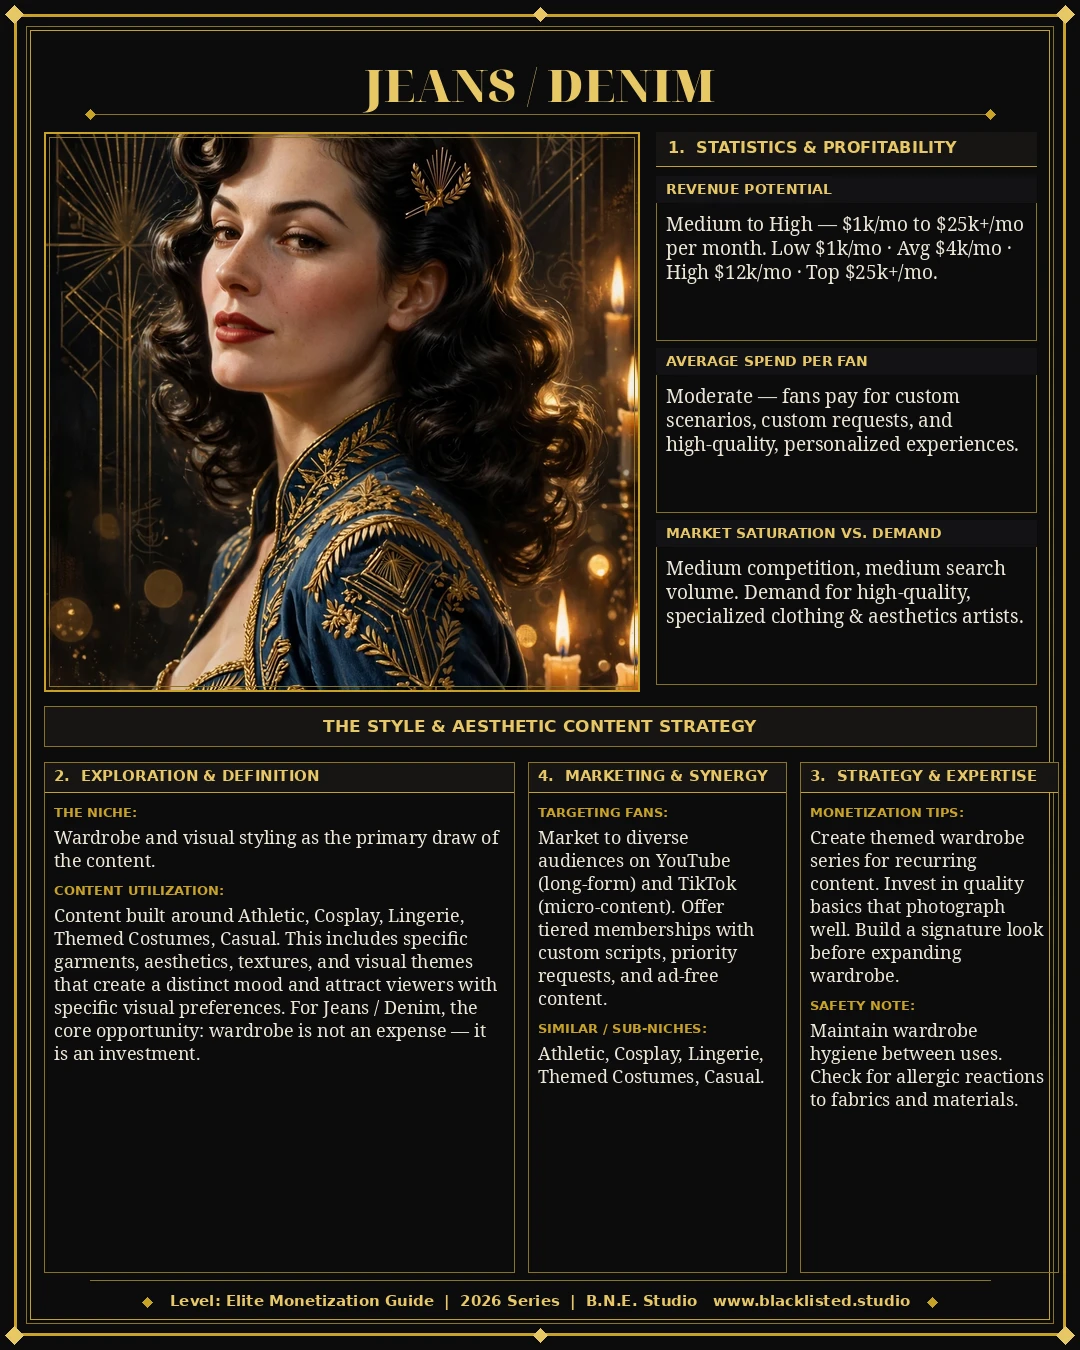 JEANS / DENIM
1. STATISTICS & PROFITABILITY
REVENUE POTENTIAL
Medium to High — $1k/mo to $25k+/mo
per month. Low $1k/mo · Avg $4k/mo ·
High $12k/mo · Top $25k+/mo.
AVERAGE SPEND PER FAN
Moderate — fans pay for custom
scenarios, custom requests, and
high-quality, personalized experiences.
MARKET SATURATION VS. DEMAND
Medium competition, medium search
volume. Demand for high-quality,
specialized clothing & aesthetics artists.
THE STYLE & AESTHETIC CONTENT STRATEGY
2. EXPLORATION & DEFINITION
THE NICHE:
Wardrobe and visual styling as the primary draw of
the content.
CONTENT UTILIZATION:
Content built around Athletic, Cosplay, Lingerie,
Themed Costumes, Casual. This includes specific
garments, aesthetics, textures, and visual themes
that create a distinct mood and attract viewers with
specific visual preferences. For Jeans / Denim, the
core opportunity: wardrobe is not an expense — it
is an investment.
4. MARKETING & SYNERGY
TARGETING FANS:
Market to diverse
audiences on YouTube
(long-form) and TikTok
(micro-content). Offer
tiered memberships with
custom scripts, priority
requests, and ad-free
content.
SIMILAR / SUB-NICHES:
Athletic, Cosplay, Lingerie,
Themed Costumes, Casual.
3. STRATEGY & EXPERTISE
MONETIZATION TIPS:
Create themed wardrobe
series for recurring
content. Invest in quality
basics that photograph
well. Build a signature look
before expanding
wardrobe.
SAFETY NOTE:
Maintain wardrobe
hygiene between uses.
Check for allergic reactions
to fabrics and materials.
Level: Elite Monetization Guide | 2026 Series | B.N.E. Studio www.blacklisted.studio